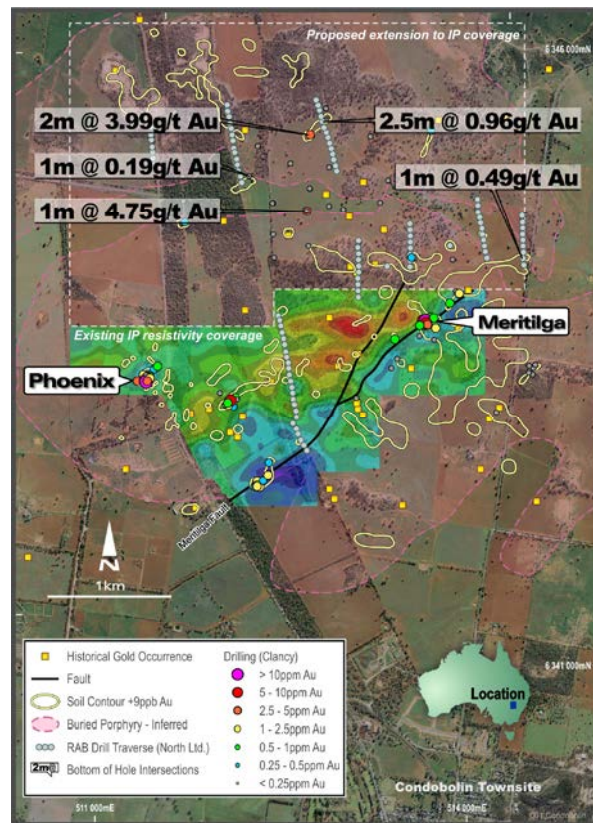 Proposed extension to IP coverage
6 346 000mN
2m @ 3.99g/t Au
2.5m @ 0.96g/t Au
1m @ 0.19g/t Au
1m @ 0.49g/t Au
1m @ 4.75g/t Au
Existing IP resistivity coverage
Meritilga
Phoenix
Meritilga Fault
N
1km
Historical Gold Occurrence
Fault
Soil Contour +9ppb Au
Buried Porphyry - Inferred
RAB Drill Traverse (North Ltd.)
2m@
Bottom of Hole Intersections
Drilling (Clancy)
> 10ppm Au
5 - 10ppm Au
2.5 - 5ppm Au
1 - 2.5ppm Au
0.5 - 1ppm Au
0.25 - 0.5ppm Au
< 0.25ppm Au
6 341 000mN
Location
Condobolin Townsite
511 000mE
514 000mE